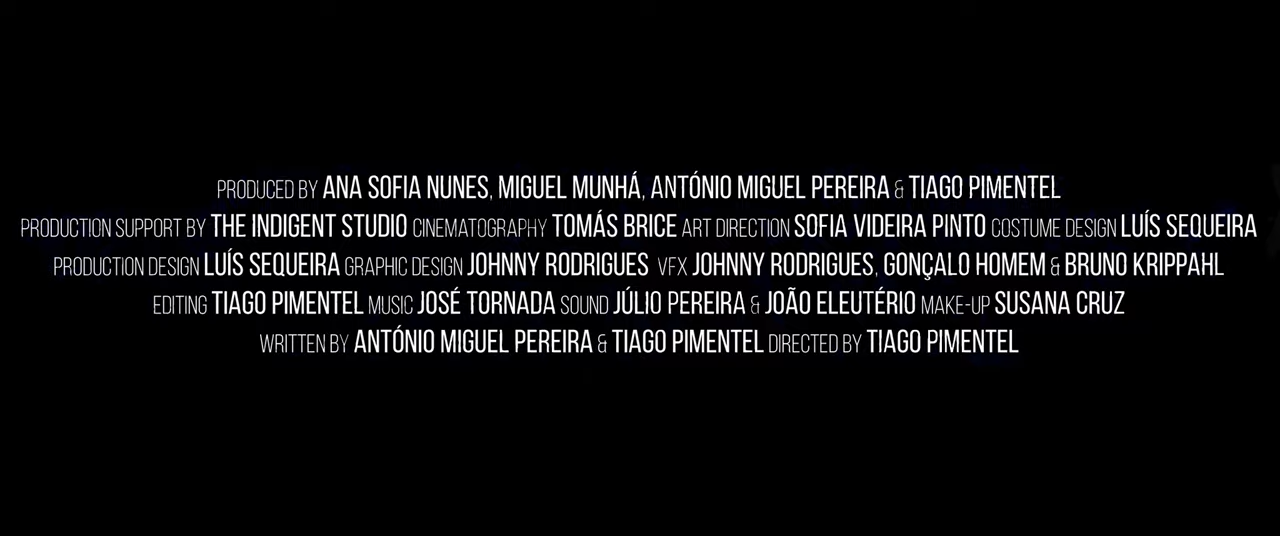 PRODUCED BY ANA SOFIA NUNES, MIGUEL MUNHÁ, ANTÓNIO MIGUEL PEREIRA & TIAGO PIMENTEL
PRODUCTION SUPPORT BY THE INDIGENT STUDIO CINEMATOGRAPHY TOMÁS BRICE ART DIRECTION SOFIA VIDEIRA PINTO COSTUME DESIGN LUÍS SEQUEIRA
PRODUCTION DESIGN LUÍS SEQUEIRA GRAPHIC DESIGN JOHNNY RODRIGUES VFX JOHNNY RODRIGUES, GONÇALO HOMEM & BRUNO KRIPPAHL
EDITING TIAGO PIMENTEL MUSIC JOSÉ TORNADA SOUND JÚLIO PEREIRA & JOÃO ELEUTÉRIO MAKE-UP SUSANA CRUZ
WRITTEN BY ANTÓNIO MIGUEL PEREIRA & TIAGO PIMENTEL DIRECTED BY TIAGO PIMENTEL